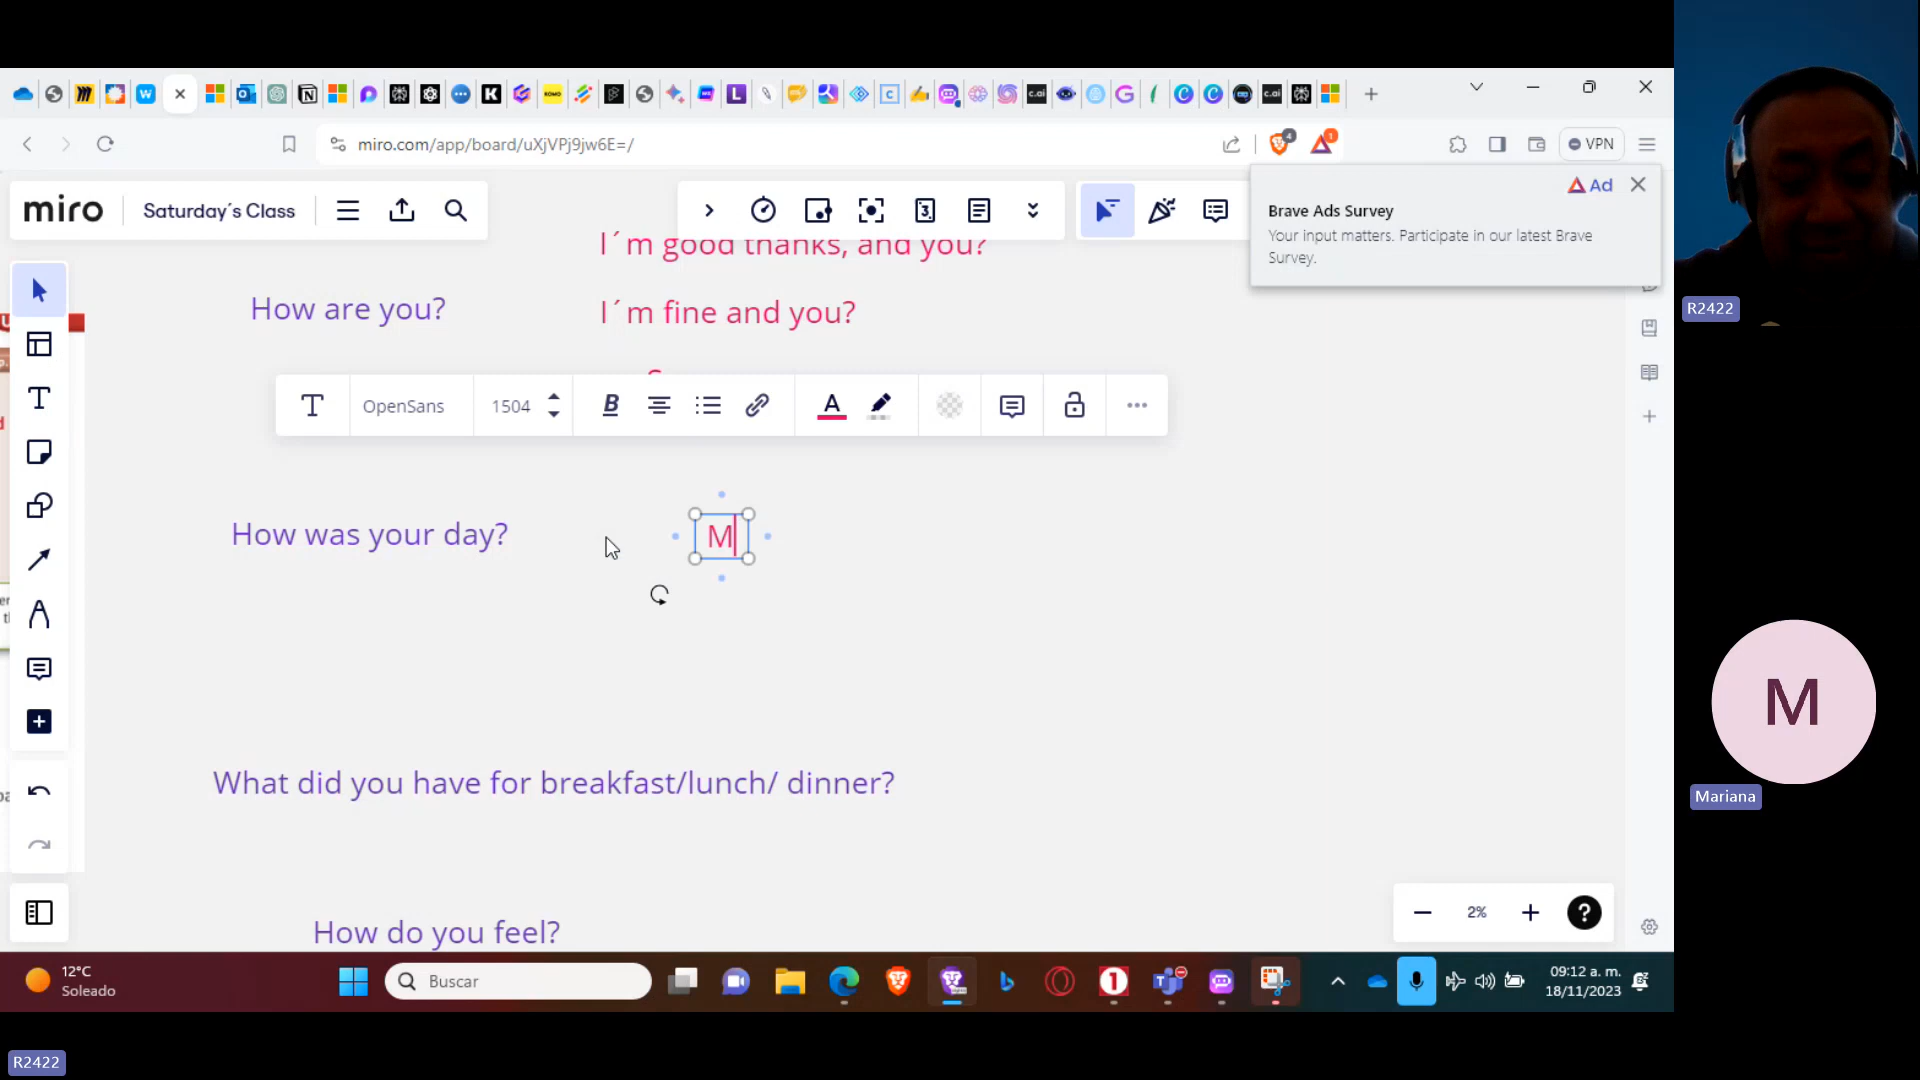 miro.com/app/board/uXjVPj9jw6E=/
VPN
miro
Saturday´s Class
Ad
Brave Ads Survey
Your input matters. Participate in our latest Brave
Survey.
I´m good thanks, and you?
How are you?
I´m fine and you?
OpenSans
1504
How was your day?
M
What did you have for breakfast/lunch/ dinner?
How do you feel?
2%
12°C
Soleado
Buscar
09:12 a. m.
18/11/2023
R2422
M
Mariana
R2422